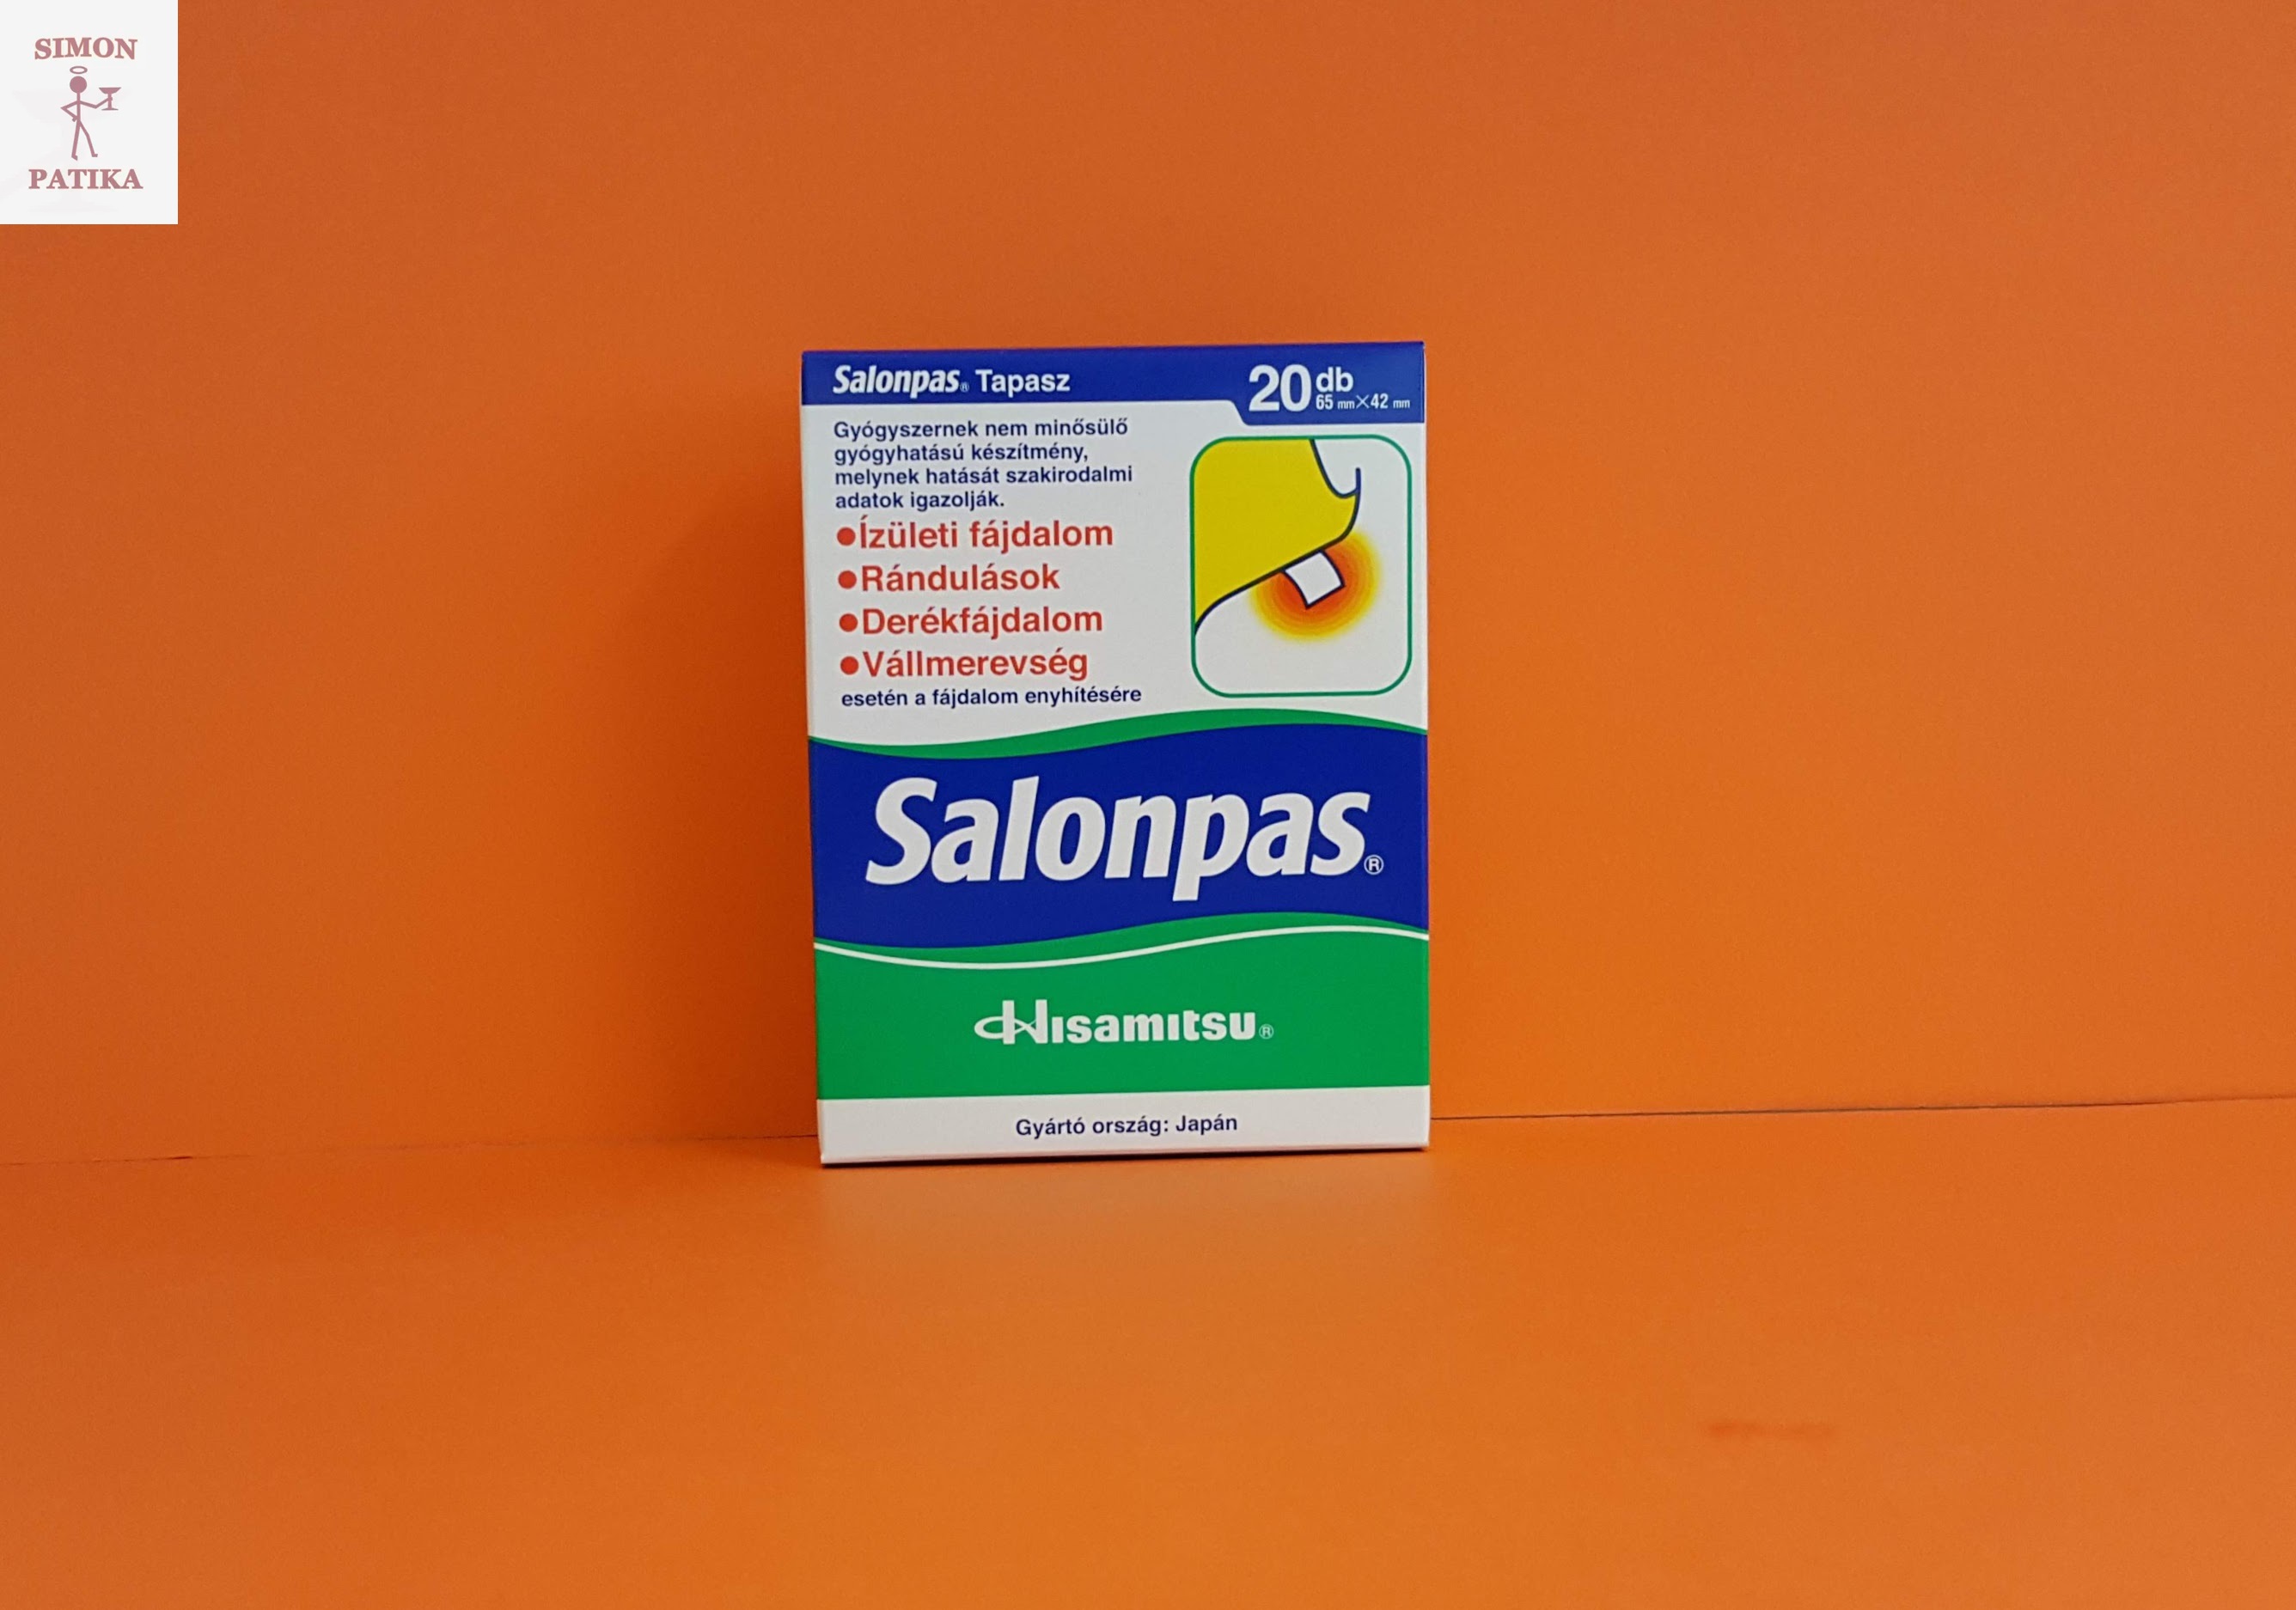 SIMON
PATIKA
Salonpas® Tapasz
20 db
65 mm×42 mm
Gyógyszernek nem minősülő
gyógyhatású készítmény,
melynek hatását szakirodalmi
adatok igazolják.
●Ízületi fájdalom
●Rándulások
●Derékfájdalom
●Vállmerevség
esetén a fájdalom enyhítésére
Salonpas®
Hisamitsu®
Gyártó ország: Japán